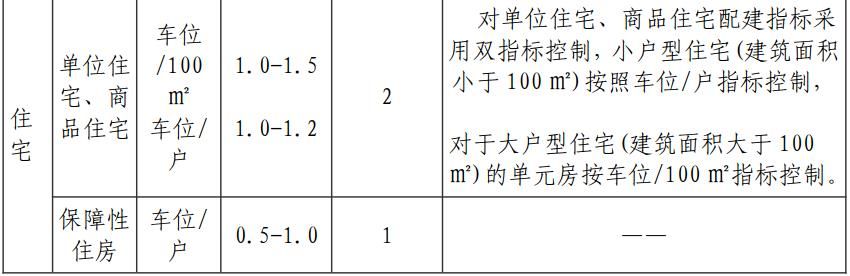 住
宅
单位住
宅、商
品住宅
车位
/100
㎡
车位/
户
1.0-1.5
1.0-1.2
2
对单位住宅、商品住宅配建指标采
用双指标控制，小户型住宅(建筑面积
小于 100 ㎡)按照车位/户指标控制，
对于大户型住宅(建筑面积大于 100
㎡)的单元房按车位/100 ㎡指标控制。
保障性
住房
车位/
户
0.5-1.0
1
——